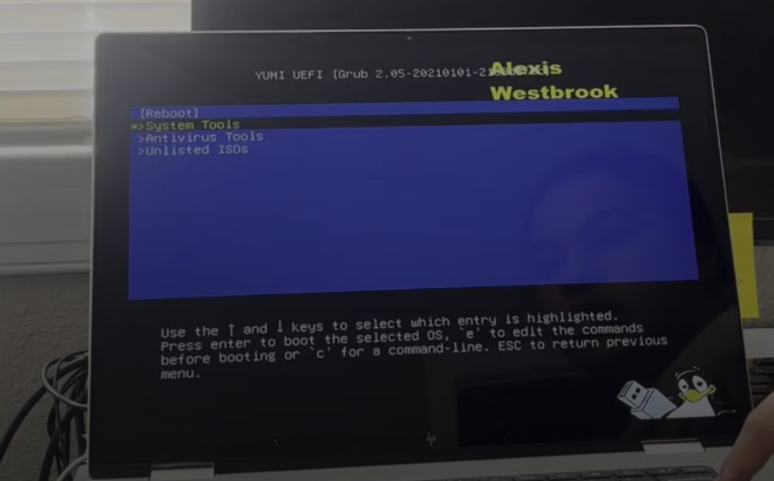 YUMI UEFI [Grub 2.05-20210101-
Alexis
Westbrook
[Reboot]
*>System Tools
>Antivirus Tools
>Unlisted ISOs
Use the ↑ and ↓ keys to select which entry is highlighted.
Press enter to boot the selected OS, `e' to edit the commands
before booting or `c' for a command-line. ESC to return previous
menu.
hp